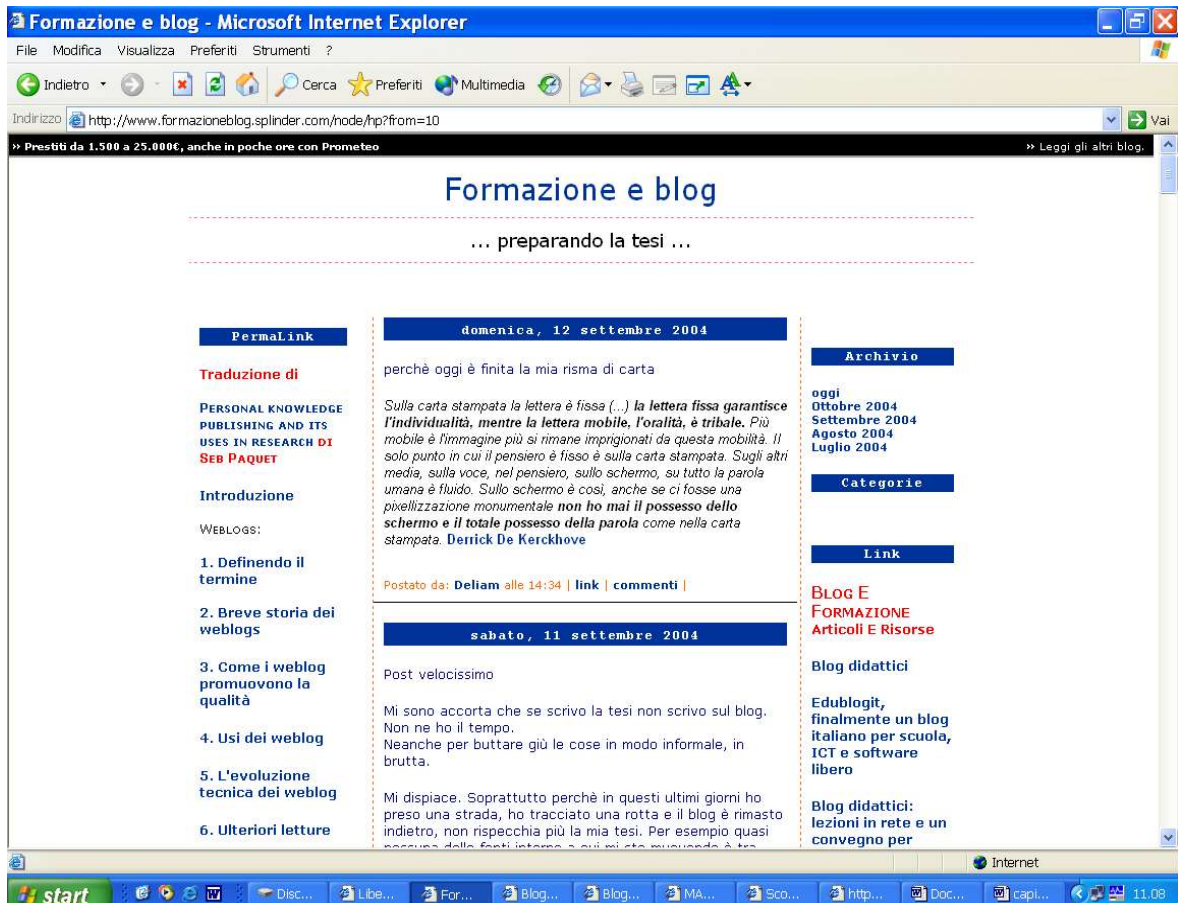 Formazione e blog - Microsoft Internet Explorer
File Modifica Visualizza Preferiti Strumenti ?
Indietro Cerca Preferiti Multimedia
Indirizzo http://www.formazioneblog.splinder.com/node/hp?from=10 Vai
» Prestiti da 1.500 a 25.000€, anche in poche ore con Prometeo » Leggi gli altri blog.
Formazione e blog
... preparando la tesi ...
PermaLink
Traduzione di
PERSONAL KNOWLEDGE
PUBLISHING AND ITS
USES IN RESEARCH DI
SEB PAQUET
Introduzione
WEBLOGS:
1. Definendo il
termine
2. Breve storia dei
weblogs
3. Come i weblog
promuovono la
qualità
4. Usi dei weblog
5. L'evoluzione
tecnica dei weblog
6. Ulteriori letture
domenica, 12 settembre 2004
perchè oggi è finita la mia risma di carta
Sulla carta stampata la lettera è fissa (...) la lettera fissa garantisce
l'individualità, mentre la lettera mobile, l'oralità, è tribale. Più
mobile è l'immagine più si rimane imprigionati da questa mobilità. Il
solo punto in cui il pensiero è fisso è sulla carta stampata. Sugli altri
media, sulla voce, nel pensiero, sullo schermo, su tutto la parola
umana è fluido. Sullo schermo è così, anche se ci fosse una
pixellizzazione monumentale non ho mai il possesso dello
schermo e il totale possesso della parola come nella carta
stampata. Derrick De Kerckhove
Postato da: Deliam alle 14:34 | link | commenti |
sabato, 11 settembre 2004
Post velocissimo
Mi sono accorta che se scrivo la tesi non scrivo sul blog.
Non ne ho il tempo.
Neanche per buttare giù le cose in modo informale, in
brutta.
Mi dispiace. Soprattutto perchè in questi ultimi giorni ho
preso una strada, ho tracciato una rotta e il blog è rimasto
indietro, non rispecchia più la mia tesi. Per esempio quasi
Archivio
oggi
Ottobre 2004
Settembre 2004
Agosto 2004
Luglio 2004
Categorie
Link
BLOG E
FORMAZIONE
Articoli E Risorse
Blog didattici
Edublogit,
finalmente un blog
italiano per scuola,
ICT e software
libero
Blog didattici:
lezioni in rete e un
convegno per
Internet
start Disc... Libe... For... Blog... Blog... MA... Sco... http... Doc... capi... 11.08